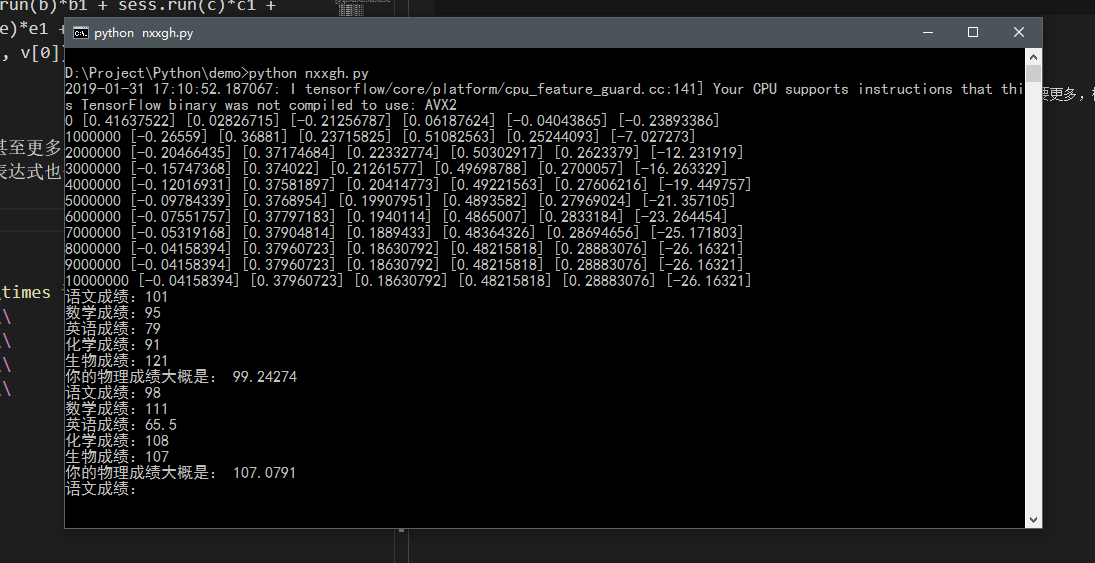 run(b)*b1 + sess.run(c)*c1 +
e)*e1 +
, v[0])
python nxxgh.py
D:\Project\Python\demo>python nxxgh.py
2019-01-31 17:10:52.187067: I tensorflow/core/platform/cpu_feature_guard.cc:141] Your CPU supports instructions that thi
s TensorFlow binary was not compiled to use: AVX2
0 [0.41637522] [0.02826715] [-0.21256787] [0.06187624] [-0.04043865] [-0.23893386]
1000000 [-0.26559] [0.36881] [0.23715825] [0.51082563] [0.25244093] [-7.027273]
2000000 [-0.20466435] [0.37174684] [0.22332774] [0.50302917] [0.2623379] [-12.231919]
3000000 [-0.15747368] [0.374022] [0.21261577] [0.49698788] [0.2700057] [-16.263329]
4000000 [-0.12016931] [0.37581897] [0.20414773] [0.49221563] [0.27606216] [-19.449757]
5000000 [-0.09784339] [0.3768954] [0.19907951] [0.4893582] [0.27969024] [-21.357105]
6000000 [-0.07551757] [0.37797183] [0.1940114] [0.4865007] [0.2833184] [-23.264454]
7000000 [-0.05319168] [0.37904814] [0.1889433] [0.48364326] [0.28694656] [-25.171803]
8000000 [-0.04158394] [0.37960723] [0.18630792] [0.48215818] [0.28883076] [-26.16321]
9000000 [-0.04158394] [0.37960723] [0.18630792] [0.48215818] [0.28883076] [-26.16321]
10000000 [-0.04158394] [0.37960723] [0.18630792] [0.48215818] [0.28883076] [-26.16321]
语文成绩：101
数学成绩：95
英语成绩：79
化学成绩：91
生物成绩：121
你的物理成绩大概是： 99.24274
语文成绩：98
数学成绩：111
英语成绩：65.5
化学成绩：108
生物成绩：107
你的物理成绩大概是： 107.0791
语文成绩：
甚至更多
表达式也
times
\
\
\
\
要更多，